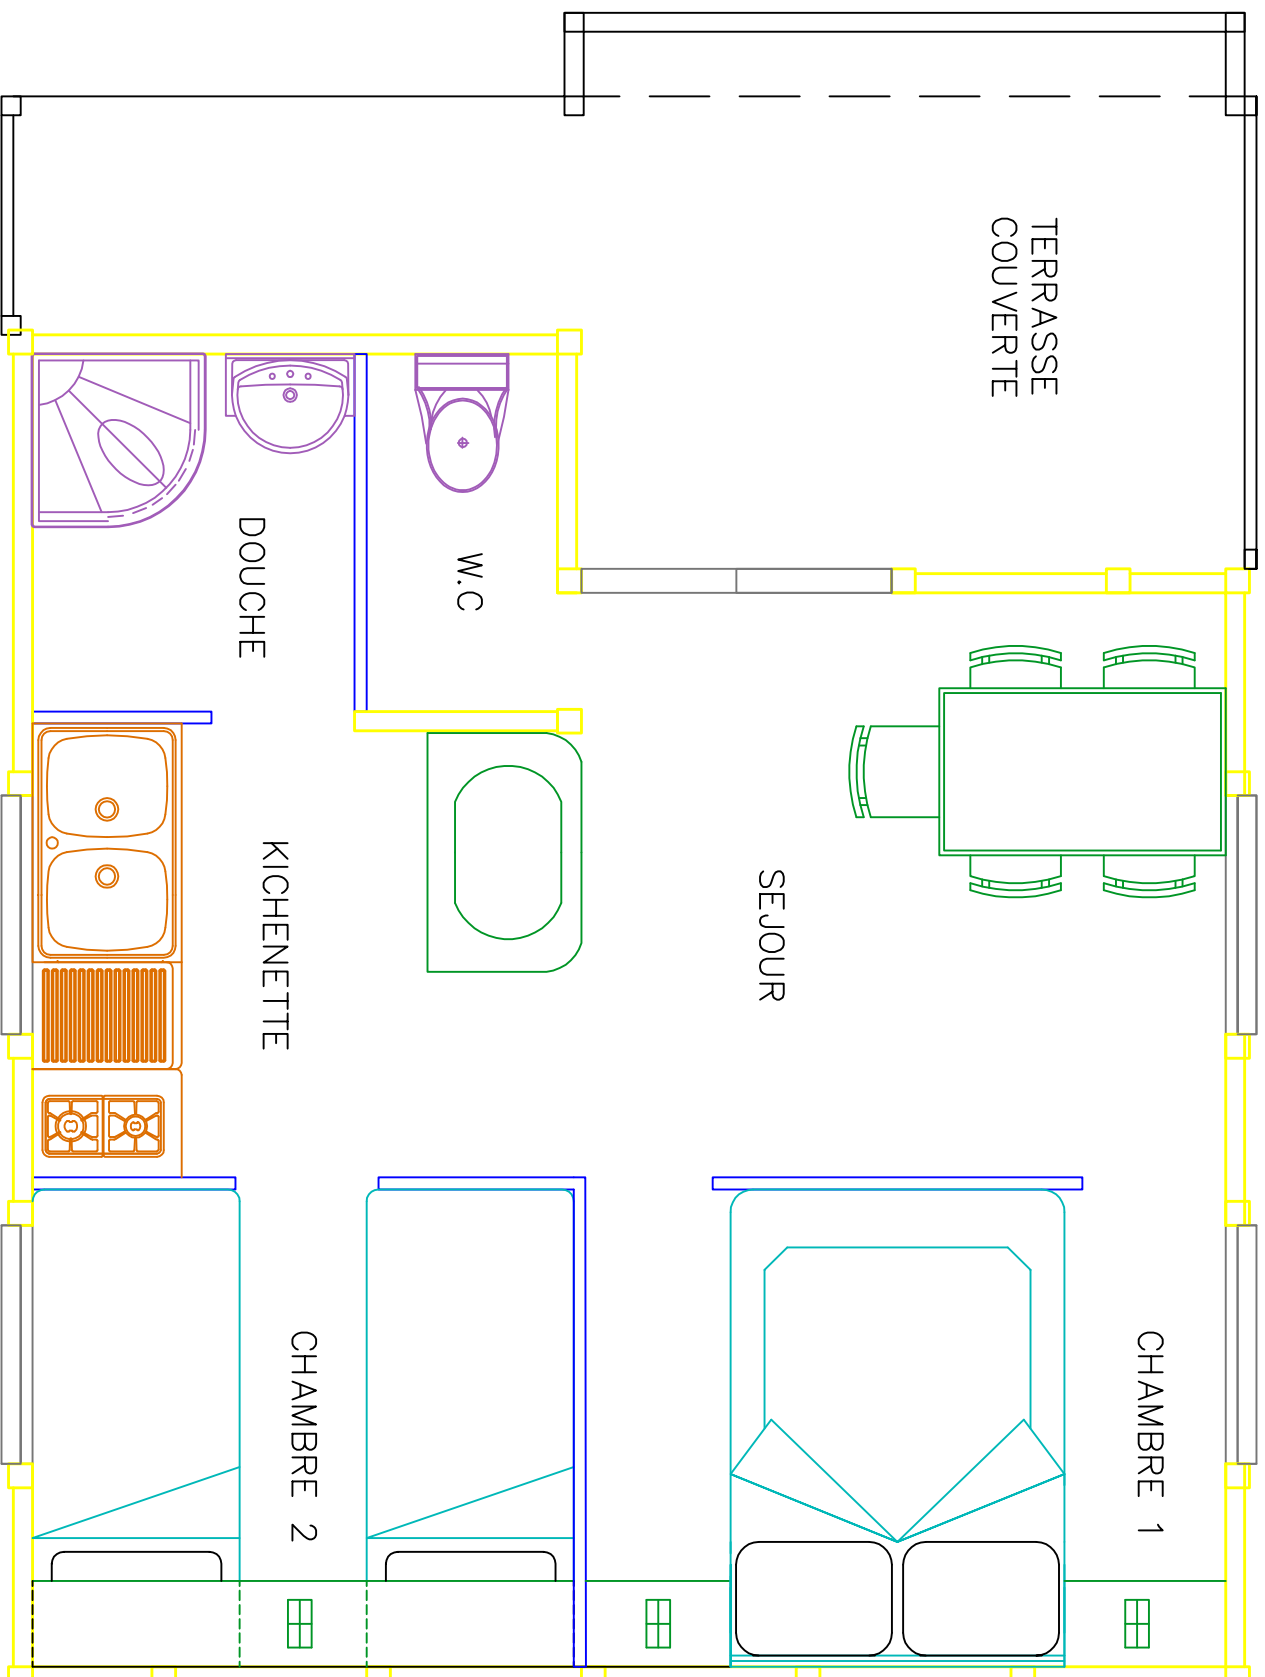 TERRASSE
COUVERTE
W.C
DOUCHE
SEJOUR
KICHENETTE
CHAMBRE 1
CHAMBRE 2